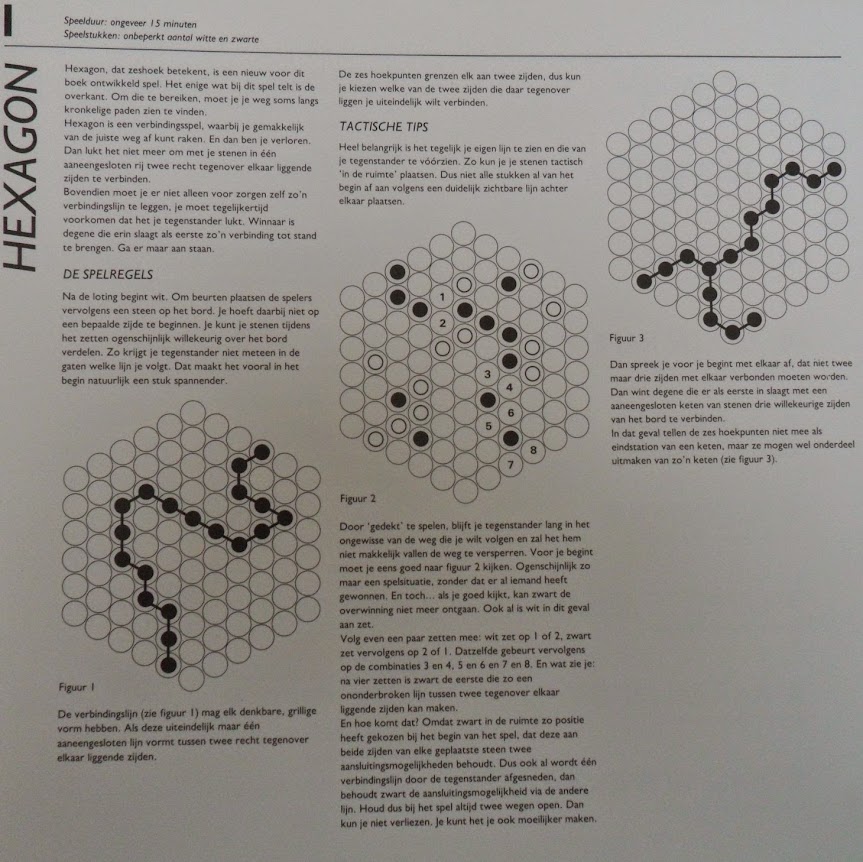 I
HEXAGON
Speelduur: ongeveer 15 minuten
Speelstukken: onbeperkt aantal witte en zwarte
Hexagon, dat zeshoek betekent, is een nieuw voor dit
boek ontwikkeld spel. Het enige wat bij dit spel telt is de
overkant. Om die te bereiken, moet je je weg soms langs
kronkelige paden zien te vinden.
Hexagon is een verbindingsspel, waarbij je gemakkelijk
van de juiste weg af kunt raken. En dan ben je verloren.
Dan lukt het niet meer om met je stenen in één
aaneengesloten rij twee recht tegenover elkaar liggende
zijden te verbinden.
Bovendien moet je er niet alleen voor zorgen zelf zo'n
verbindingslijn te leggen, je moet tegelijkertijd
voorkomen dat het je tegenstander lukt. Winnaar is
degene die erin slaagt als eerste zo'n verbinding tot stand
te brengen. Ga er maar aan staan.
DE SPELREGELS
Na de loting begint wit. Om beurten plaatsen de spelers
vervolgens een steen op het bord. Je hoeft daarbij niet op
een bepaalde zijde te beginnen. Je kunt je stenen tijdens
het zetten ogenschijnlijk willekeurig over het bord
verdelen. Zo krijgt je tegenstander niet meteen in de
gaten welke lijn je volgt. Dat maakt het vooral in het
begin natuurlijk een stuk spannender.
Figuur 1
De verbindingslijn (zie figuur 1) mag elk denkbare, grillige
vorm hebben. Als deze uiteindelijk maar één
aaneengesloten lijn vormt tussen twee recht tegenover
elkaar liggende zijden.
De zes hoekpunten grenzen elk aan twee zijden, dus kun
je kiezen welke van de twee zijden die daar tegenover
liggen je uiteindelijk wilt verbinden.
TACTISCHE TIPS
Heel belangrijk is het tegelijk je eigen lijn te zien en die van
je tegenstander te vóórzien. Zo kun je je stenen tactisch
'in de ruimte' plaatsen. Dus niet alle stukken al van het
begin af aan volgens een duidelijk zichtbare lijn achter
elkaar plaatsen.
1
2
3
4
6
5
8
7
Figuur 2
Door 'gedekt' te spelen, blijft je tegenstander lang in het
ongewisse van de weg die je wilt volgen en zal het hem
niet makkelijk vallen de weg te versperren. Voor je begint
moet je eens goed naar figuur 2 kijken. Ogenschijnlijk zo
maar een spelsituatie, zonder dat er al iemand heeft
gewonnen. En toch... als je goed kijkt, kan zwart de
overwinning niet meer ontgaan. Ook al is wit in dit geval
aan zet.
Volg even een paar zetten mee: wit zet op 1 of 2, zwart
zet vervolgens op 2 of 1. Datzelfde gebeurt vervolgens
op de combinaties 3 en 4, 5 en 6 en 7 en 8. En wat zie je:
na vier zetten is zwart de eerste die zo een
ononderbroken lijn tussen twee tegenover elkaar
liggende zijden kan maken.
En hoe komt dat? Omdat zwart in de ruimte zo positie
heeft gekozen bij het begin van het spel, dat deze aan
beide zijden van elke geplaatste steen twee
aansluitingsmogelijkheden behoudt. Dus ook al wordt één
verbindingslijn door de tegenstander afgesneden, dan
behoudt zwart de aansluitingsmogelijkheid via de andere
lijn. Houd dus bij het spel altijd twee wegen open. Dan
kun je niet verliezen. Je kunt het je ook moeilijker maken.
Figuur 3
Dan spreek je voor je begint met elkaar af, dat niet twee
maar drie zijden met elkaar verbonden moeten worden.
Dan wint degene die er als eerste in slaagt met een
aaneengesloten keten van stenen drie willekeurige zijden
van het bord te verbinden.
In dat geval tellen de zes hoekpunten niet mee als
eindstation van een keten, maar ze mogen wel onderdeel
uitmaken van zo'n keten (zie figuur 3).